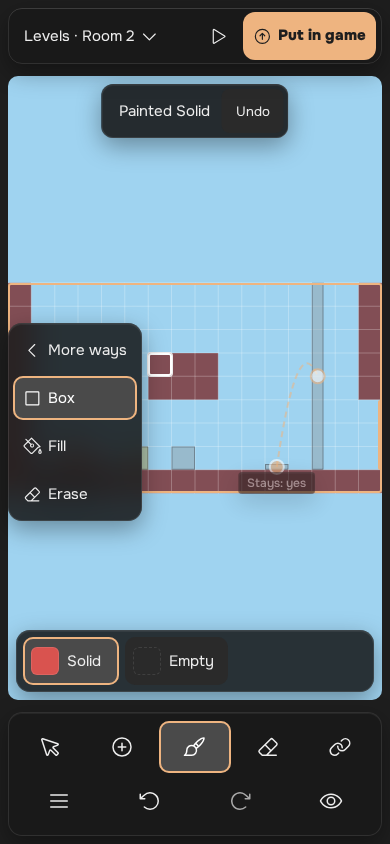 Levels · Room 2
Put in game
Painted Solid
Undo
More ways
Box
Fill
Erase
Stays: yes
Solid
Empty